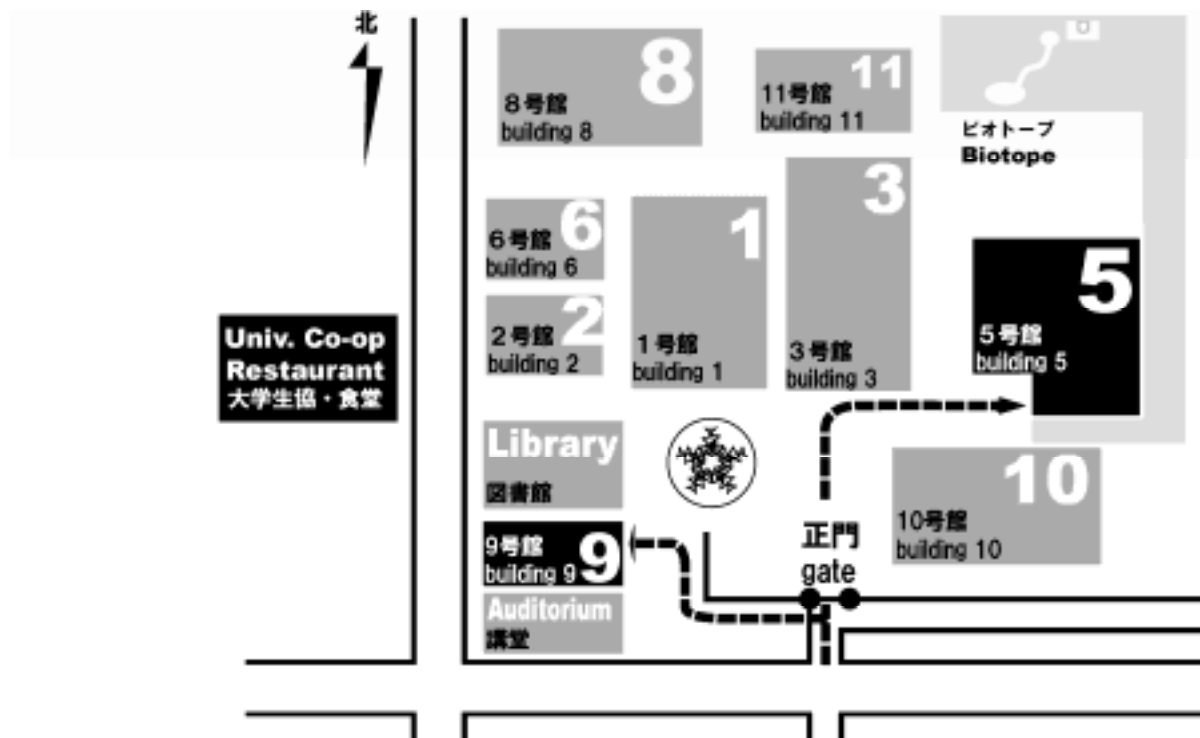 北
8
8号館
building 8
11
11号館
building 11
ビオトープ
Biotope
6
6号館
building 6
1
1号館
building 1
3
3号館
building 3
5
5号館
building 5
2
2号館
building 2
Univ. Co-op
Restaurant
大学生協・食堂
Library
図書館
10
10号館
building 10
9
9号館
building 9
正門
gate
Auditorium
講堂